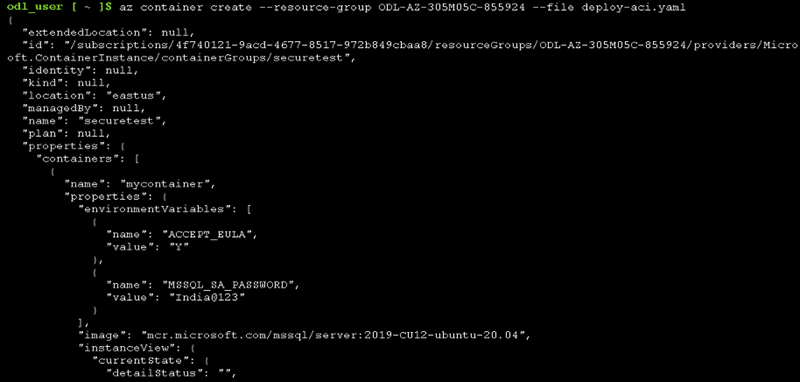 odl_user [ ~ ]$ az container create --resource-group ODL-AZ-305M05C-855924 --file deploy-aci.yaml
{
"extendedLocation": null,
"id": "/subscriptions/4f740121-9acd-4677-8517-972b849cbaa8/resourceGroups/ODL-AZ-305M05C-855924/providers/Micr
oft.ContainerInstance/containerGroups/securetest",
"identity": null,
"kind": null,
"location": "eastus",
"managedBy": null,
"name": "securetest",
"plan": null,
"properties": {
"containers": [
{
"name": "mycontainer",
"properties": {
"environmentVariables": [
{
"name": "ACCEPT_EULA",
"value": "Y"
},
{
"name": "MSSQL_SA_PASSWORD",
"value": "India@123"
}
],
"image": "mcr.microsoft.com/mssql/server:2019-CU12-ubuntu-20.04",
"instanceView": {
"currentState": {
"detailStatus": "",